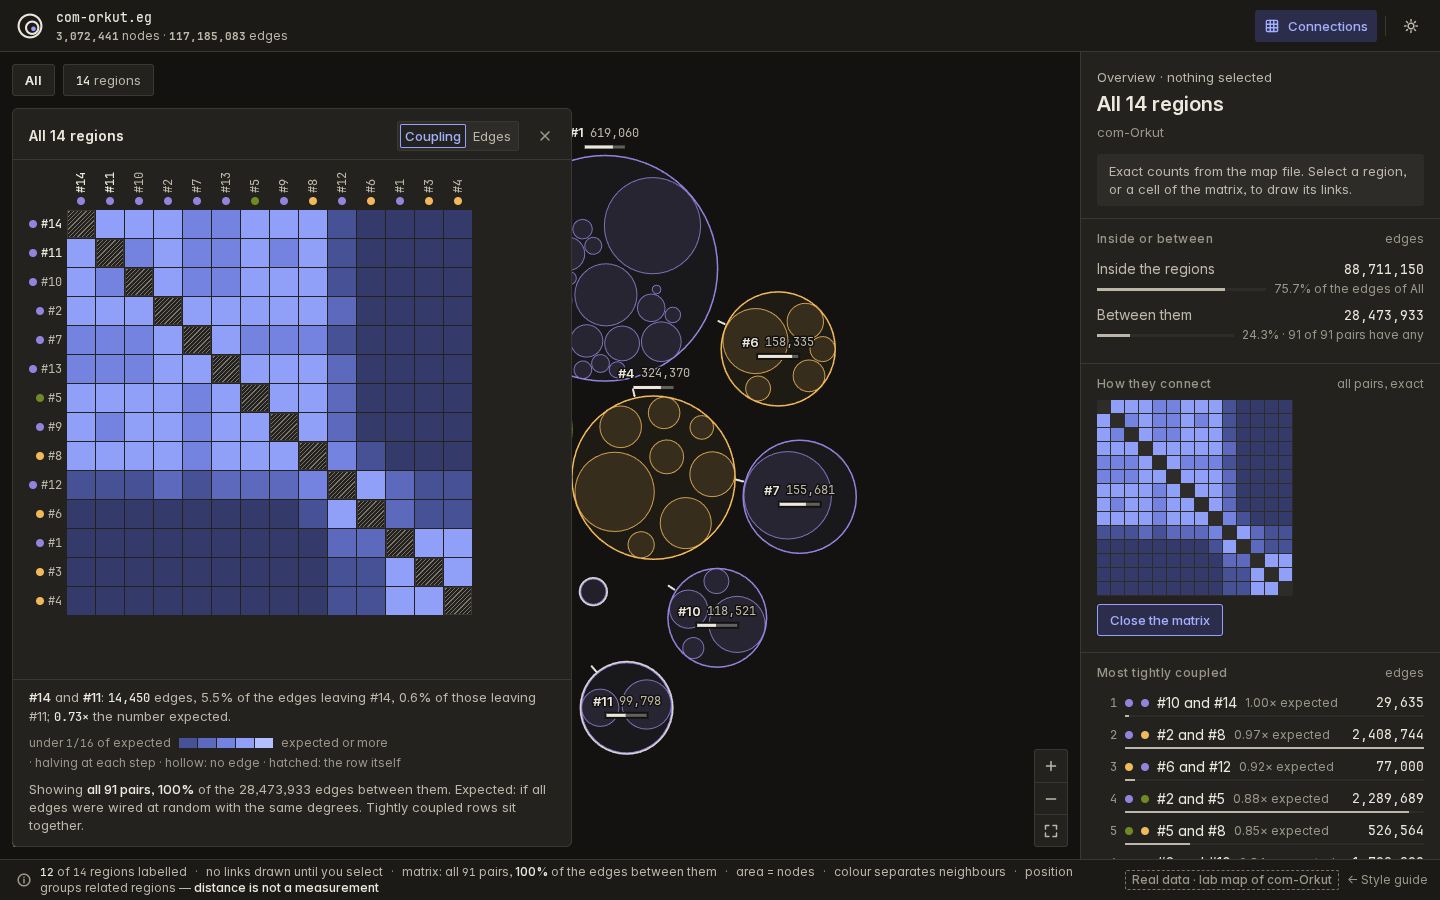 com-orkut.eg
3,072,441 nodes · 117,185,083 edges
Connections
All
14 regions
All 14 regions
Coupling
Edges
#14 #11 #10 #2 #7 #13 #5 #9 #8 #12 #6 #1 #3 #4
#14
#11
#10
#2
#7
#13
#5
#9
#8
#12
#6
#1
#3
#4
#14 and #11: 14,450 edges, 5.5% of the edges leaving #14, 0.6% of those leaving
#11; 0.73× the number expected.
under 1/16 of expected
expected or more
· halving at each step · hollow: no edge · hatched: the row itself
Showing all 91 pairs, 100% of the 28,473,933 edges between them. Expected: if all
edges were wired at random with the same degrees. Tightly coupled rows sit
together.
#1 619,060
#6 158,335
#4 324,370
#7 155,681
#10 118,521
#11 99,798
Overview · nothing selected
All 14 regions
com-Orkut
Exact counts from the map file. Select a region,
or a cell of the matrix, to draw its links.
Inside or between edges
Inside the regions 88,711,150
75.7% of the edges of All
Between them 28,473,933
24.3% · 91 of 91 pairs have any
How they connect all pairs, exact
Close the matrix
Most tightly coupled edges
1 #10 and #14 1.00× expected 29,635
2 #2 and #8 0.97× expected 2,408,744
3 #6 and #12 0.92× expected 77,000
4 #2 and #5 0.88× expected 2,289,689
5 #5 and #8 0.85× expected 526,564
12 of 14 regions labelled · no links drawn until you select · matrix: all 91 pairs, 100% of the edges between them · area = nodes · colour separates neighbours · position
groups related regions — distance is not a measurement
Real data · lab map of com-Orkut
← Style guide